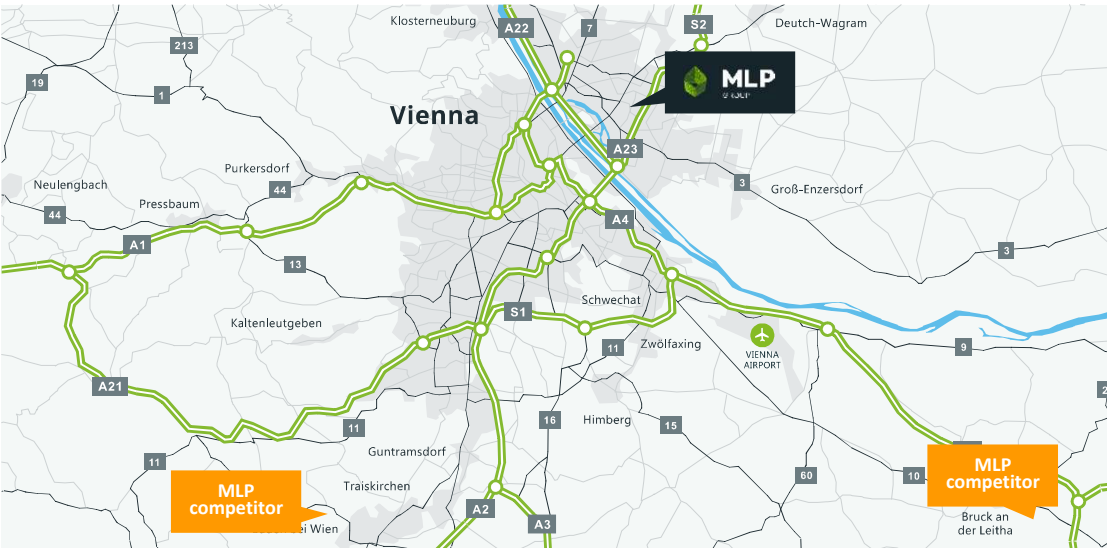 Klosterneuburg
A22
7
S2
Deutch-Wagram
213
19
1
MLP
Vienna
A23
Purkersdorf
44
3
Groß-Enzersdorf
Neulengbach
Pressbaum
44
A4
A1
3
13
Schwechat
S1
Kaltenleutgeben
11
Zwölfaxing
VIENNA
AIRPORT
9
A21
11
16
Himberg
15
Guntramsdorf
11
60
10
MLP
competitor
MLP
competitor
Traiskirchen
A2
A3
Bruck an
der Leitha
bei Wien